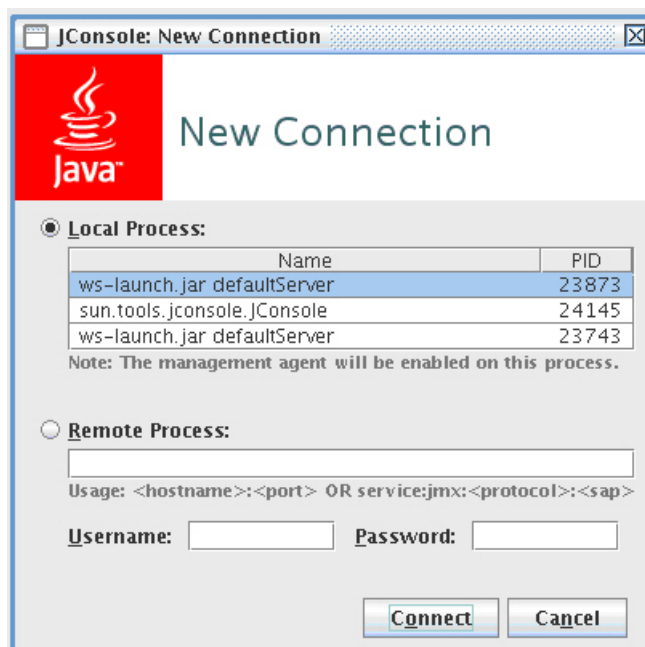 JConsole: New Connection
Java™
New Connection
Local Process:
Name PID
ws-launch.jar defaultServer 23873
sun.tools.jconsole.JConsole 24145
ws-launch.jar defaultServer 23743
Note: The management agent will be enabled on this process.
Remote Process:
Usage: <hostname>:<port> OR service:jmx:<protocol>:<sap>
Username: Password:
Connect Cancel